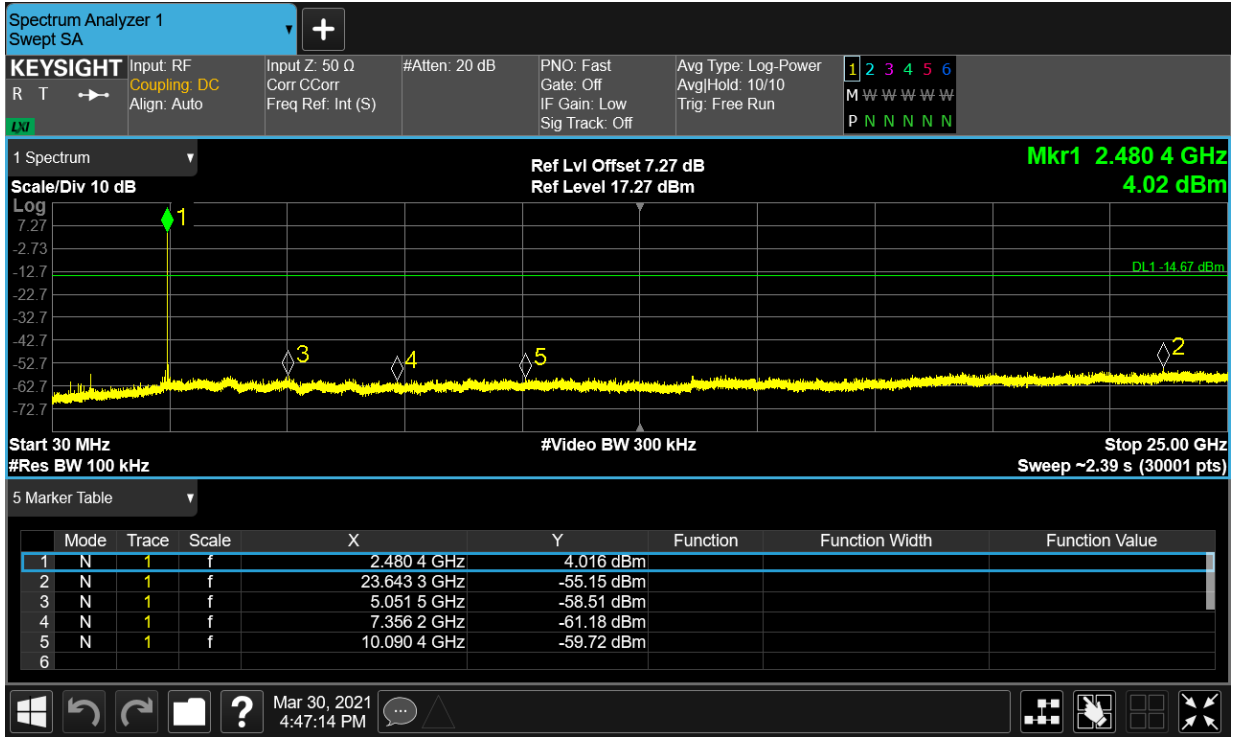 Spectrum Analyzer 1
Swept SA
+
KEYSIGHT
R T
LXI
Input: RF
Coupling: DC
Align: Auto
Input Z: 50 Ω
Corr CCorr
Freq Ref: Int (S)
#Atten: 20 dB
PNO: Fast
Gate: Off
IF Gain: Low
Sig Track: Off
Avg Type: Log-Power
Avg|Hold: 10/10
Trig: Free Run
1 2 3 4 5 6
M W W W W W
P N N N N N
1 Spectrum
Scale/Div 10 dB
Ref Lvl Offset 7.27 dB
Ref Level 17.27 dBm
Mkr1 2.480 4 GHz
4.02 dBm
Log
7.27
-2.73
-12.7
-22.7
-32.7
-42.7
-52.7
-62.7
-72.7
1
DL1 -14.67 dBm
3
4
5
2
Start 30 MHz
#Video BW 300 kHz
Stop 25.00 GHz
#Res BW 100 kHz
Sweep ~2.39 s (30001 pts)
5 Marker Table
Mode Trace Scale X Y Function Function Width Function Value
1 N 1 f 2.480 4 GHz 4.016 dBm
2 N 1 f 23.643 3 GHz -55.15 dBm
3 N 1 f 5.051 5 GHz -58.51 dBm
4 N 1 f 7.356 2 GHz -61.18 dBm
5 N 1 f 10.090 4 GHz -59.72 dBm
6
?
Mar 30, 2021
4:47:14 PM